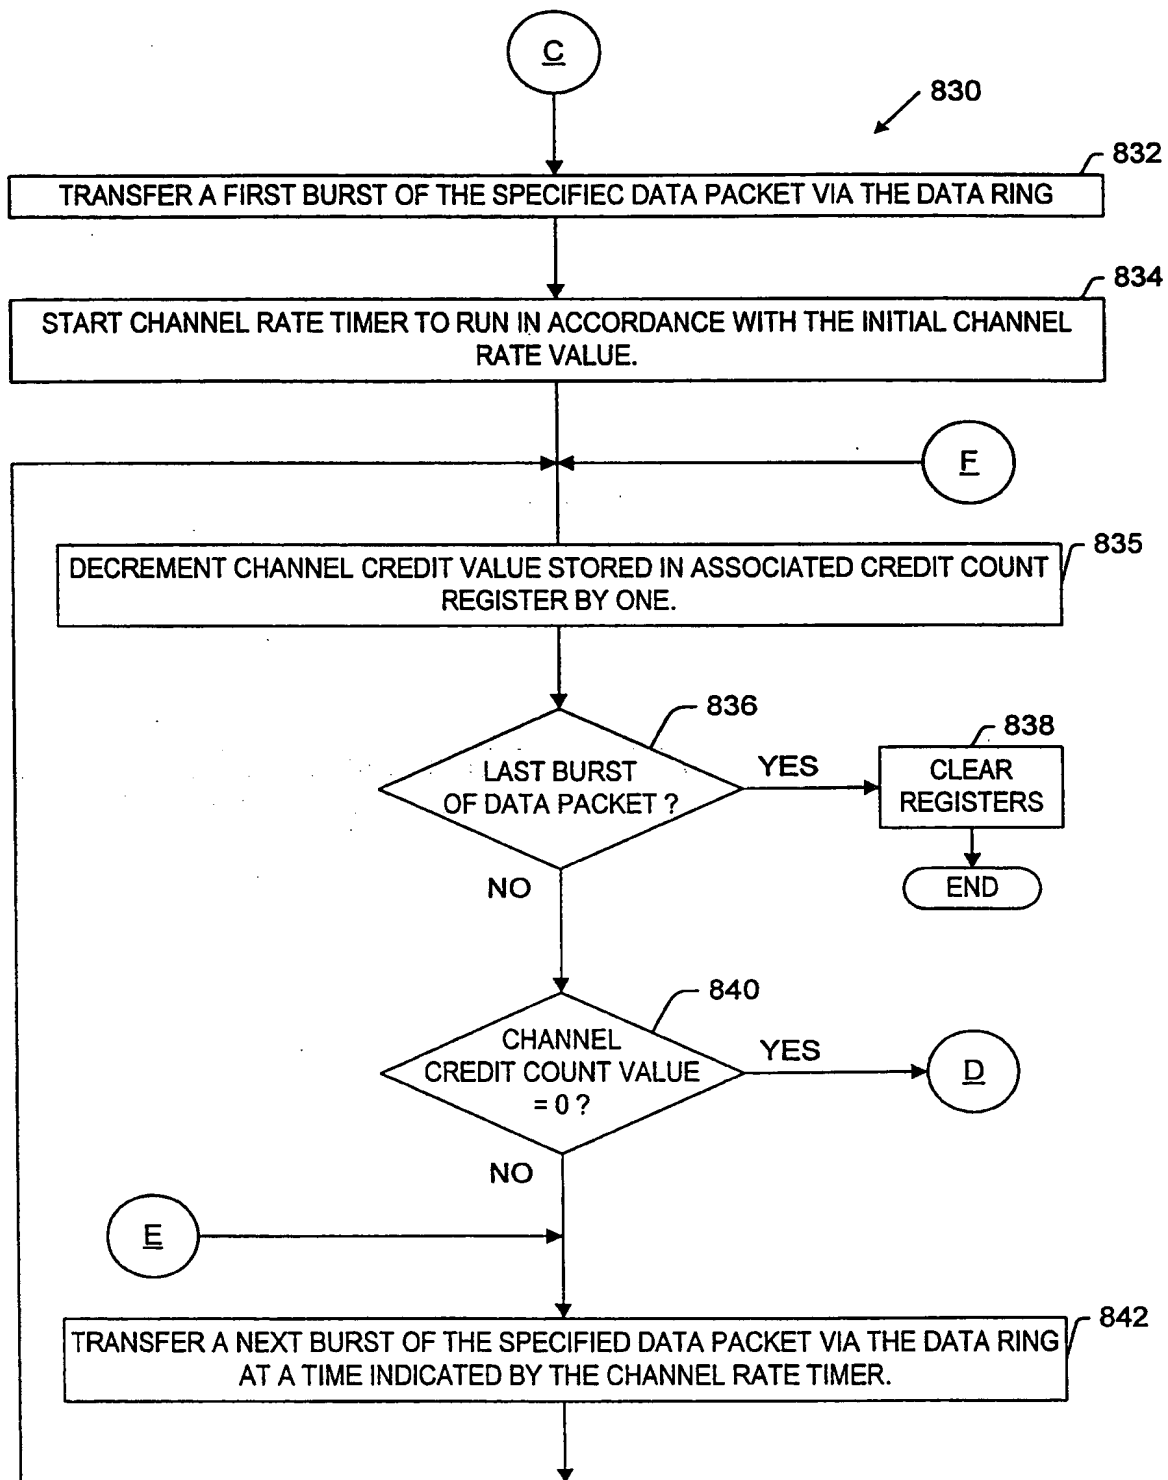 C
830
832
TRANSFER A FIRST BURST OF THE SPECIFIEC DATA PACKET VIA THE DATA RING
834
START CHANNEL RATE TIMER TO RUN IN ACCORDANCE WITH THE INITIAL CHANNEL
RATE VALUE.
F
835
DECREMENT CHANNEL CREDIT VALUE STORED IN ASSOCIATED CREDIT COUNT
REGISTER BY ONE.
836
LAST BURST
OF DATA PACKET ?
YES
838
CLEAR
REGISTERS
END
NO
840
CHANNEL
CREDIT COUNT VALUE
= 0 ?
YES
D
NO
E
842
TRANSFER A NEXT BURST OF THE SPECIFIED DATA PACKET VIA THE DATA RING
AT A TIME INDICATED BY THE CHANNEL RATE TIMER.